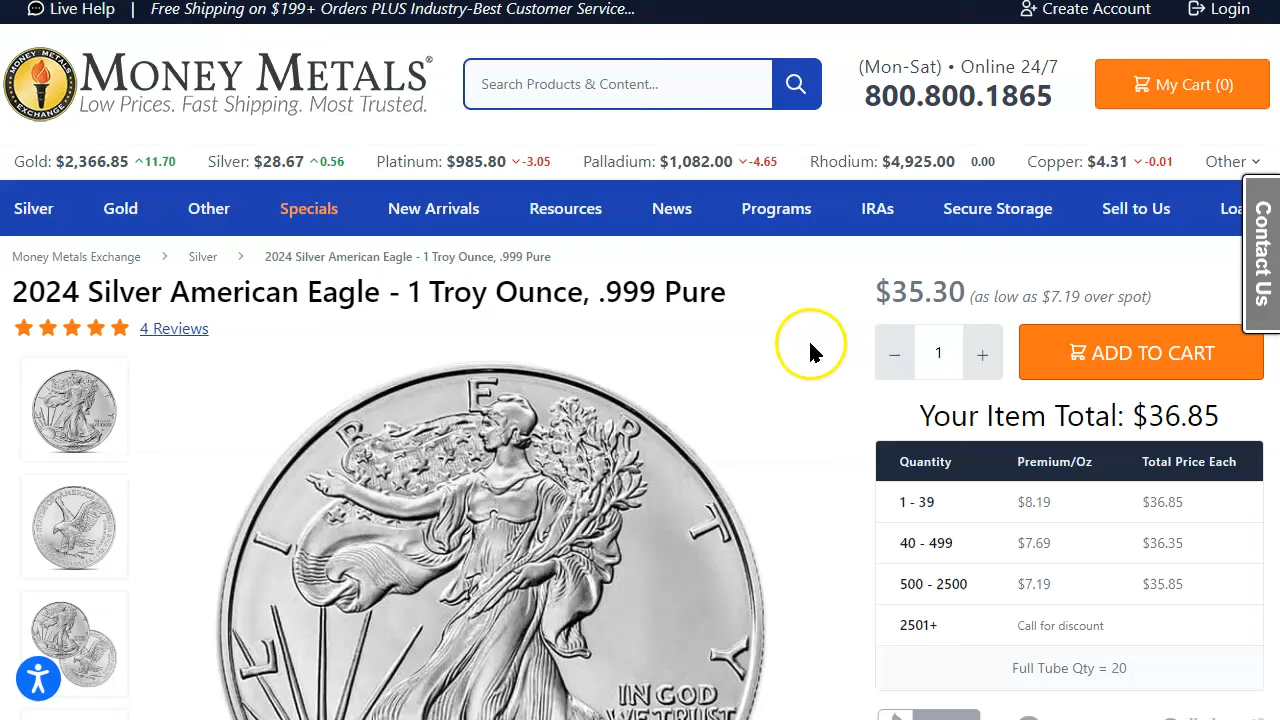 Live Help | Free Shipping on $199+ Orders PLUS Industry-Best Customer Service... Create Account Login
MONEY METALS®
Low Prices. Fast Shipping. Most Trusted.
MONEY METALS
EXCHANGE
Search Products & Content...
(Mon-Sat) • Online 24/7
800.800.1865
My Cart (0)
Gold: $2,366.85 11.70 Silver: $28.67 0.56 Platinum: $985.80 -3.05 Palladium: $1,082.00 -4.65 Rhodium: $4,925.00 0.00 Copper: $4.31 -0.01 Other
Silver Gold Other Specials New Arrivals Resources News Programs IRAs Secure Storage Sell to Us Loa
Contact Us
Money Metals Exchange > Silver > 2024 Silver American Eagle - 1 Troy Ounce, .999 Pure
2024 Silver American Eagle - 1 Troy Ounce, .999 Pure
4 Reviews
$35.30 (as low as $7.19 over spot)
− 1 + ADD TO CART
Your Item Total: $36.85
Quantity Premium/Oz Total Price Each
1 - 39 $8.19 $36.85
40 - 499 $7.69 $36.35
500 - 2500 $7.19 $35.85
2501+ Call for discount
Full Tube Qty = 20
LIBERTY
IN GOD
WE TRUST